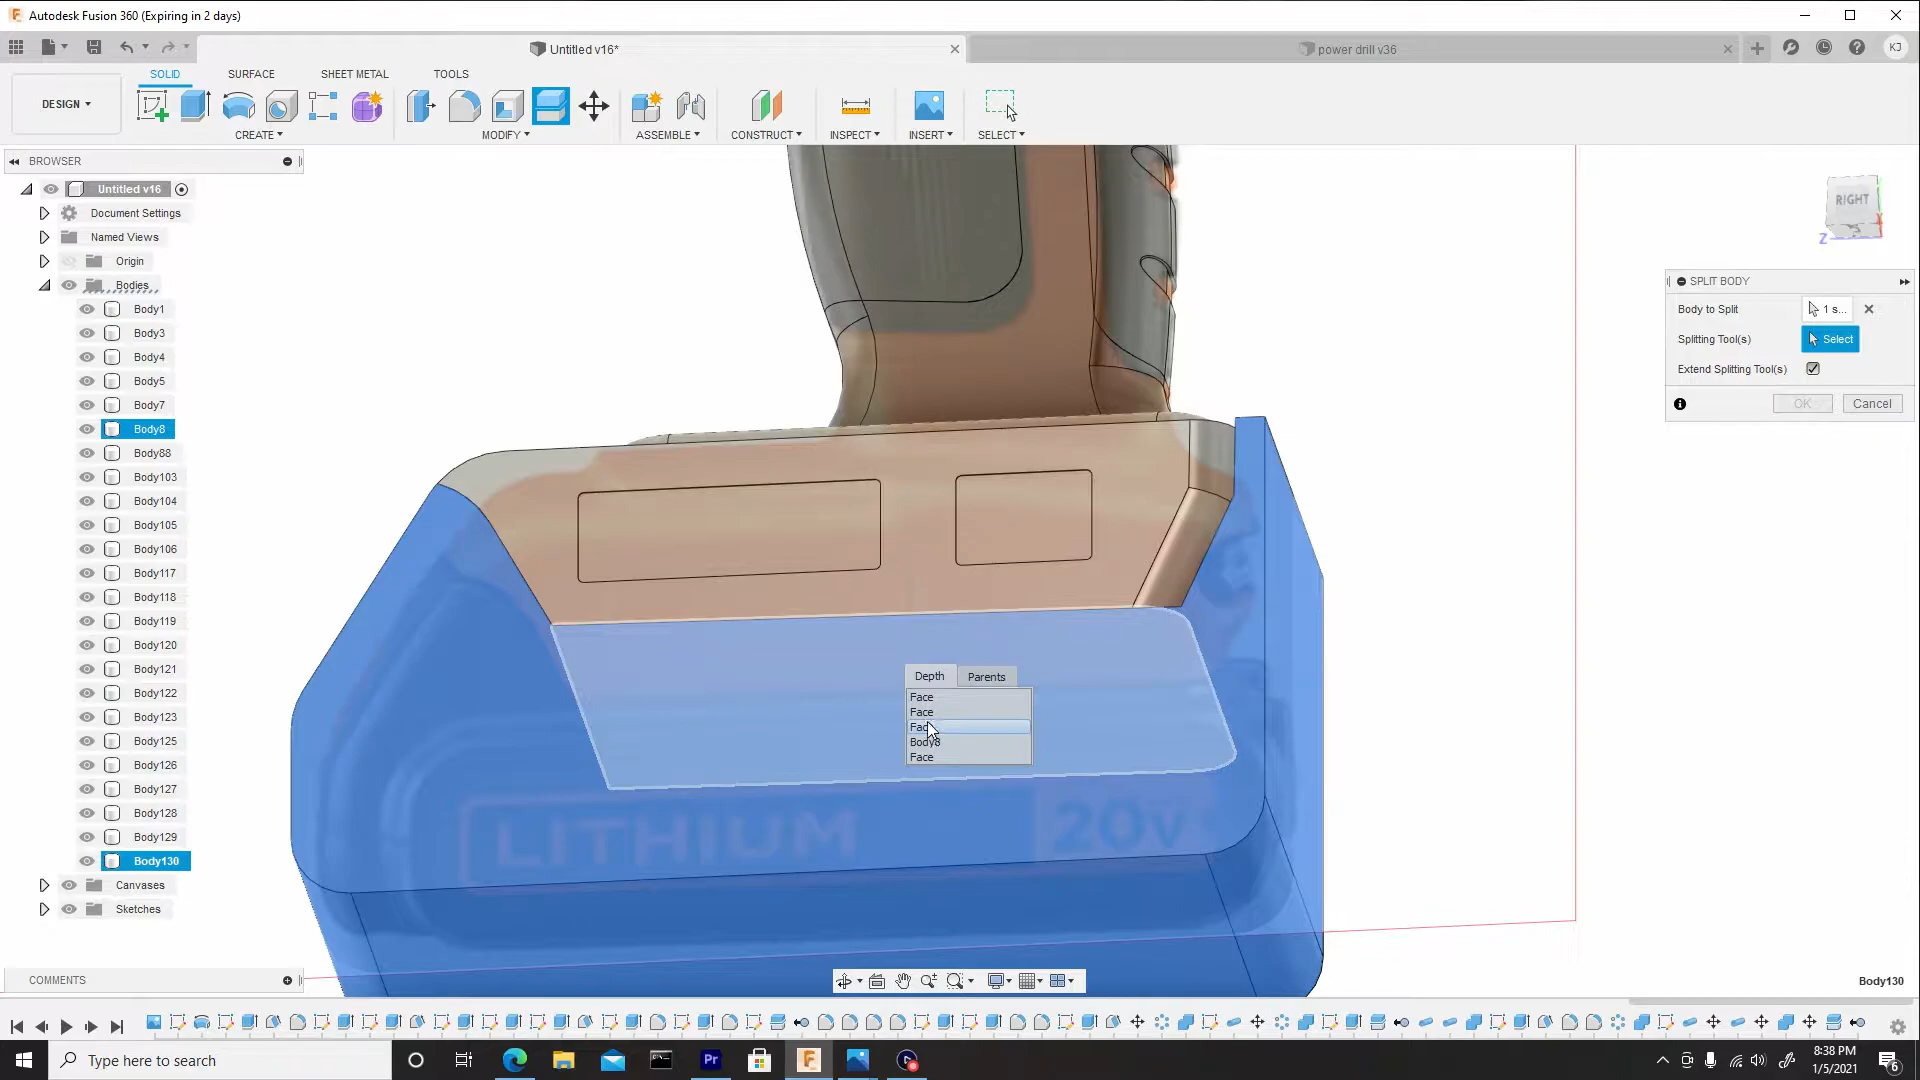 Autodesk Fusion 360 (Expiring in 2 days)
Untitled v16*
power drill v36
KJ
DESIGN
SOLID
SURFACE
SHEET METAL
TOOLS
CREATE
MODIFY
ASSEMBLE
CONSTRUCT
INSPECT
INSERT
SELECT
BROWSER
Untitled v16
Document Settings
Named Views
Origin
Bodies
Body1
Body3
Body4
Body5
Body7
Body8
Body88
Body103
Body104
Body105
Body106
Body117
Body118
Body119
Body120
Body121
Body122
Body123
Body125
Body126
Body127
Body128
Body129
Body130
Canvases
Sketches
COMMENTS
RIGHT
Z
SPLIT BODY
Body to Split
1 s...
Splitting Tool(s)
Select
Extend Splitting Tool(s)
OK
Cancel
Depth
Parents
Face
Face
Face
Body8
Face
LITHIUM
20v
Body130
Type here to search
8:38 PM
1/5/2021
6